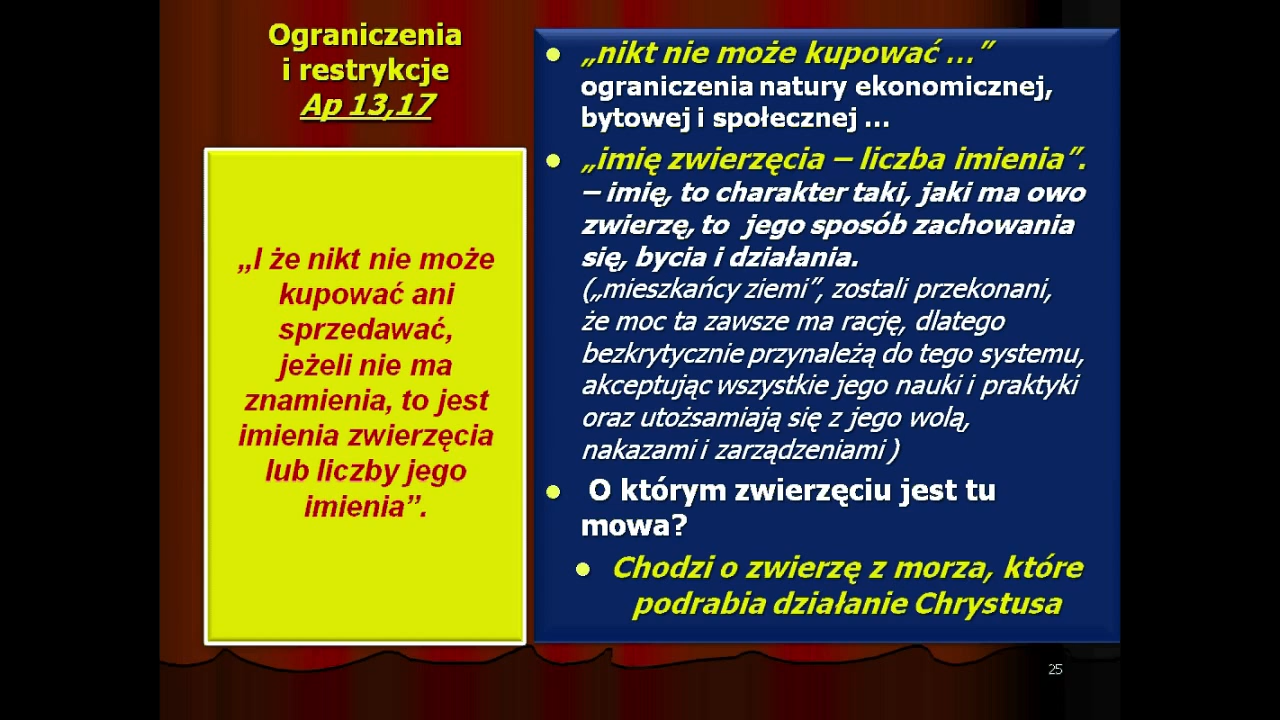 Ograniczenia
i restrykcje
Ap 13,17
„I że nikt nie może
kupować ani
sprzedawać,
jeżeli nie ma
znamienia, to jest
imienia zwierzęcia
lub liczby jego
imienia”.
„nikt nie może kupować …”
ograniczenia natury ekonomicznej,
bytowej i społecznej …
„imię zwierzęcia – liczba imienia”.
– imię, to charakter taki, jaki ma owo
zwierzę, to jego sposób zachowania
się, bycia i działania.
(„mieszkańcy ziemi”, zostali przekonani,
że moc ta zawsze ma rację, dlatego
bezkrytycznie przynależą do tego systemu,
akceptując wszystkie jego nauki i praktyki
oraz utożsamiają się z jego wolą,
nakazami i zarządzeniami )
O którym zwierzęciu jest tu
mowa?
Chodzi o zwierzę z morza, które
podrabia działanie Chrystusa
25